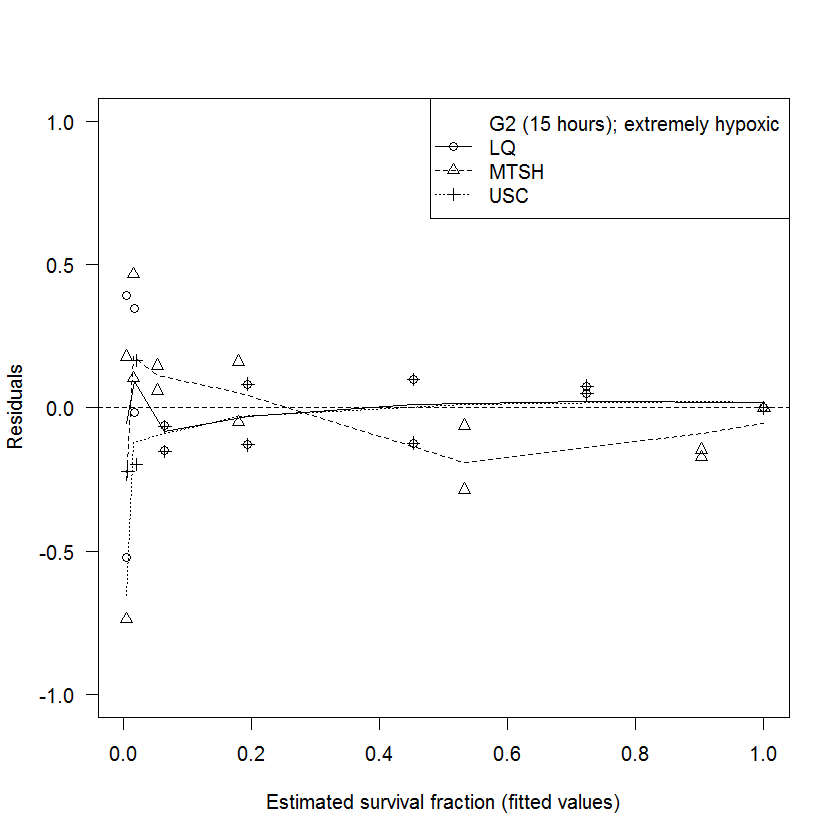 G2 (15 hours); extremely hypoxic
LQ
MTSH
USC
1.0
0.5
0.0
-0.5
-1.0
Residuals
0.0 0.2 0.4 0.6 0.8 1.0
Estimated survival fraction (fitted values)